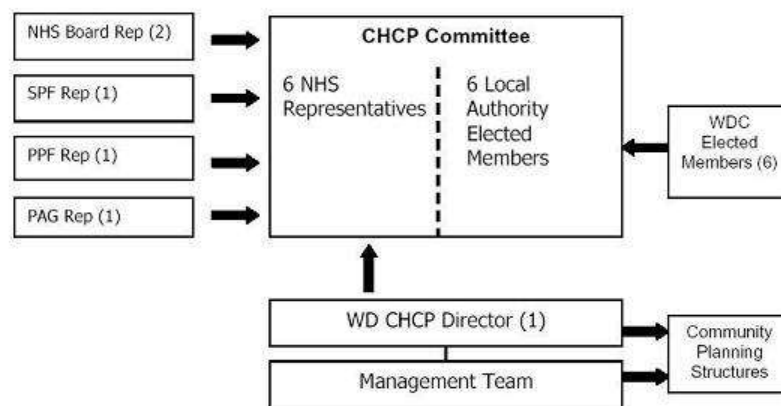 NHS Board Rep (2)
SPF Rep (1)
PPF Rep (1)
PAG Rep (1)
CHCP Committee
6 NHS
Representatives
6 Local
Authority
Elected
Members
WDC
Elected
Members (6)
WD CHCP Director (1)
Management Team
Community
Planning
Structures